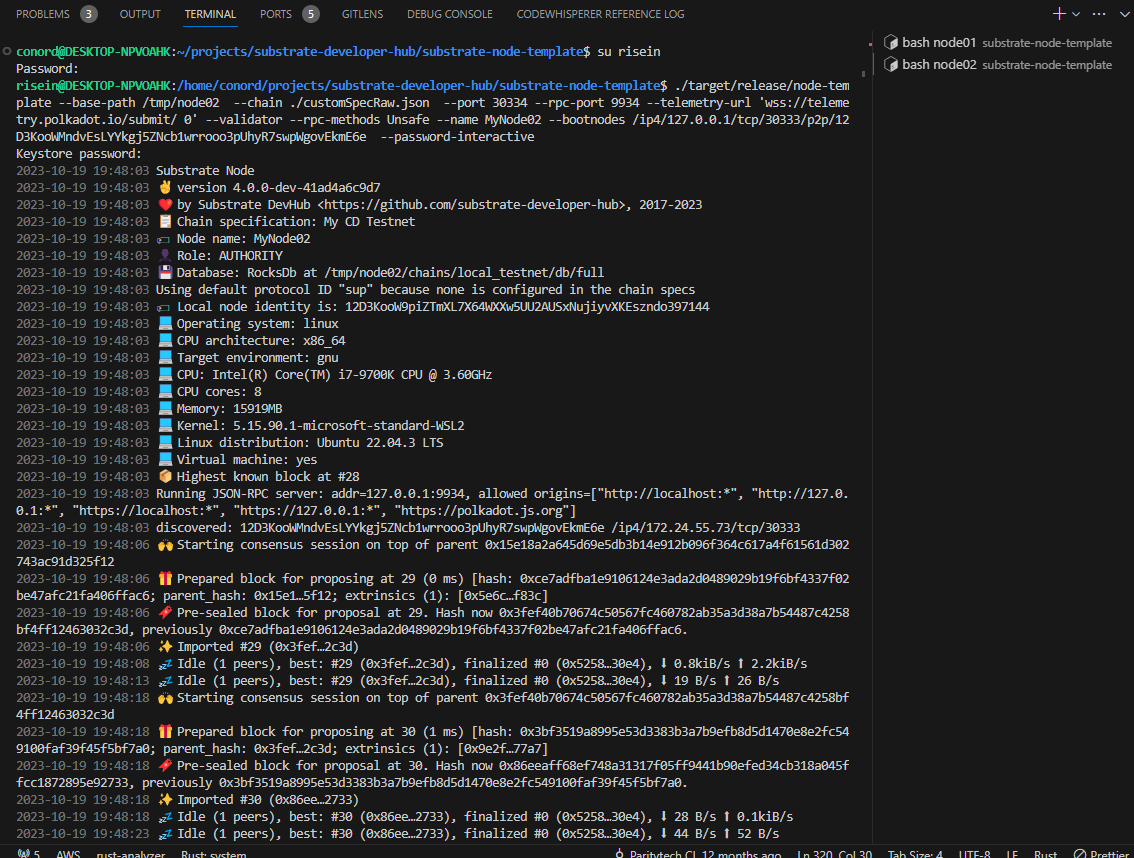 PROBLEMS 3 OUTPUT TERMINAL PORTS 5 GITLENS DEBUG CONSOLE CODEWHISPERER REFERENCE LOG
bash node01 substrate-node-template
bash node02 substrate-node-template
conord@DESKTOP-NPVOAHK:~/projects/substrate-developer-hub/substrate-node-template$ su risein
Password:
risein@DESKTOP-NPVOAHK:/home/conord/projects/substrate-developer-hub/substrate-node-template$ ./target/release/node-tem
plate --base-path /tmp/node02 --chain ./customSpecRaw.json --port 30334 --rpc-port 9934 --telemetry-url 'wss://teleme
try.polkadot.io/submit/ 0' --validator --rpc-methods Unsafe --name MyNode02 --bootnodes /ip4/127.0.0.1/tcp/30333/p2p/12
D3KooWMndvEsLYYkgj5ZNcb1wrrooo3pUhyR7swpWgovEkmE6e --password-interactive
Keystore password:
2023-10-19 19:48:03 Substrate Node
2023-10-19 19:48:03 ✌️ version 4.0.0-dev-41ad4a6c9d7
2023-10-19 19:48:03 ❤️ by Substrate DevHub <https://github.com/substrate-developer-hub>, 2017-2023
2023-10-19 19:48:03 📋 Chain specification: My CD Testnet
2023-10-19 19:48:03 🏷 Node name: MyNode02
2023-10-19 19:48:03 👤 Role: AUTHORITY
2023-10-19 19:48:03 💾 Database: RocksDb at /tmp/node02/chains/local_testnet/db/full
2023-10-19 19:48:03 Using default protocol ID "sup" because none is configured in the chain specs
2023-10-19 19:48:03 🏷 Local node identity is: 12D3KooW9piZTmXL7X64WXXw5UU2AUSxNujiyvXKEszndo397144
2023-10-19 19:48:03 💻 Operating system: linux
2023-10-19 19:48:03 💻 CPU architecture: x86_64
2023-10-19 19:48:03 💻 Target environment: gnu
2023-10-19 19:48:03 💻 CPU: Intel(R) Core(TM) i7-9700K CPU @ 3.60GHz
2023-10-19 19:48:03 💻 CPU cores: 8
2023-10-19 19:48:03 💻 Memory: 15919MB
2023-10-19 19:48:03 💻 Kernel: 5.15.90.1-microsoft-standard-WSL2
2023-10-19 19:48:03 💻 Linux distribution: Ubuntu 22.04.3 LTS
2023-10-19 19:48:03 💻 Virtual machine: yes
2023-10-19 19:48:03 📦 Highest known block at #28
2023-10-19 19:48:03 Running JSON-RPC server: addr=127.0.0.1:9934, allowed origins=["http://localhost:*", "http://127.0.
0.1:*", "https://localhost:*", "https://127.0.0.1:*", "https://polkadot.js.org"]
2023-10-19 19:48:03 discovered: 12D3KooWMndvEsLYYkgj5ZNcb1wrrooo3pUhyR7swpWgovEkmE6e /ip4/172.24.55.73/tcp/30333
2023-10-19 19:48:06 🙌 Starting consensus session on top of parent 0x15e18a2a645d69e5db3b14e912b096f364c617a4f61561d302
743ac91d325f12
2023-10-19 19:48:06 🎁 Prepared block for proposing at 29 (0 ms) [hash: 0xce7adfba1e9106124e3ada2d0489029b19f6bf4337f02
be47afc21fa406ffac6; parent_hash: 0x15e1…5f12; extrinsics (1): [0x5e6c…f83c]
2023-10-19 19:48:06 🔖 Pre-sealed block for proposal at 29. Hash now 0x3fef40b70674c50567fc460782ab35a3d38a7b54487c4258
bf4ff12463032c3d, previously 0xce7adfba1e9106124e3ada2d0489029b19f6bf4337f02be47afc21fa406ffac6.
2023-10-19 19:48:06 ✨ Imported #29 (0x3fef…2c3d)
2023-10-19 19:48:08 💤 Idle (1 peers), best: #29 (0x3fef…2c3d), finalized #0 (0x5258…30e4), ⬇ 0.8kiB/s ⬆ 2.2kiB/s
2023-10-19 19:48:13 💤 Idle (1 peers), best: #29 (0x3fef…2c3d), finalized #0 (0x5258…30e4), ⬇ 19 B/s ⬆ 26 B/s
2023-10-19 19:48:18 🙌 Starting consensus session on top of parent 0x3fef40b70674c50567fc460782ab35a3d38a7b54487c4258bf
4ff12463032c3d
2023-10-19 19:48:18 🎁 Prepared block for proposing at 30 (1 ms) [hash: 0x3bf3519a8995e53d3383b3a7b9efb8d5d1470e8e2fc54
9100faf39f45f5bf7a0; parent_hash: 0x3fef…2c3d; extrinsics (1): [0x9e2f…77a7]
2023-10-19 19:48:18 🔖 Pre-sealed block for proposal at 30. Hash now 0x86eeaff68ef748a31317f05ff9441b90efed34cb318a045f
fcc1872895e92733, previously 0x3bf3519a8995e53d3383b3a7b9efb8d5d1470e8e2fc549100faf39f45f5bf7a0.
2023-10-19 19:48:18 ✨ Imported #30 (0x86ee…2733)
2023-10-19 19:48:18 💤 Idle (1 peers), best: #30 (0x86ee…2733), finalized #0 (0x5258…30e4), ⬇ 28 B/s ⬆ 0.1kiB/s
2023-10-19 19:48:23 💤 Idle (1 peers), best: #30 (0x86ee…2733), finalized #0 (0x5258…30e4), ⬇ 44 B/s ⬆ 52 B/s
5 AWS rust-analyzer Rust: system Paritytech CI, 12 months ago Ln 320, Col 30 Tab Size: 4 UTF-8 LF Rust Prettier